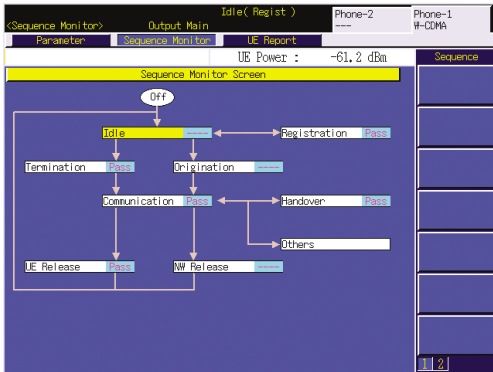 Idle( Regist )
Phone-2
Phone-1
<Sequence Monitor>
Output Main
---
W-CDMA
Parameter
Sequence Monitor
UE Report
UE Power :
-61.2 dBm
Sequence
Sequence Monitor Screen
Off
Idle
----
Registration
Pass
Termination
Pass
Origination
----
Communication
Pass
Handover
Pass
Others
UE Release
Pass
NW Release
----
1
2